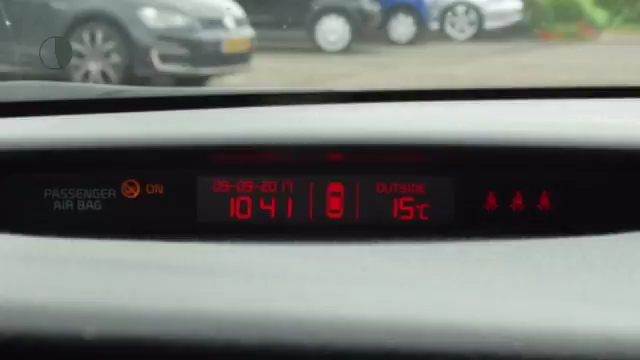 PASSENGER ON
AIR BAG
09-09-2017
10 41
OUTSIDE
15℃